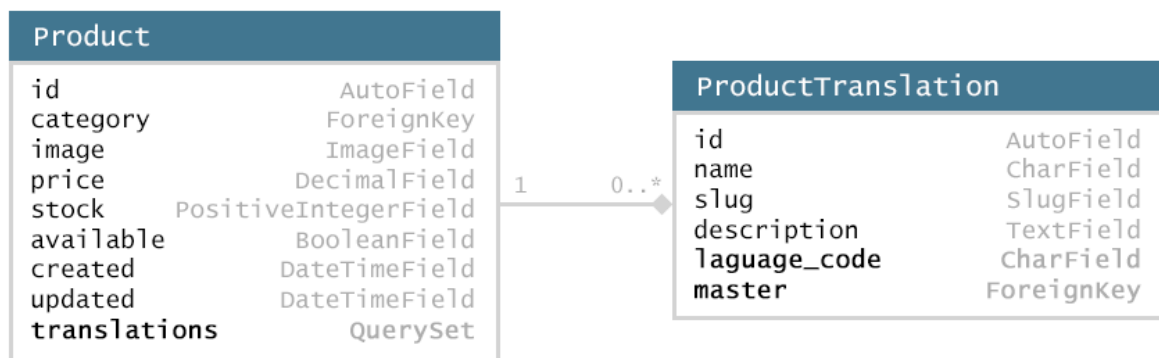 Product
id AutoField
category ForeignKey
image ImageField
price DecimalField
stock PositiveIntegerField
available BooleanField
created DateTimeField
updated DateTimeField
translations QuerySet
1 0..*
ProductTranslation
id AutoField
name CharField
slug SlugField
description TextField
laguage_code CharField
master ForeignKey